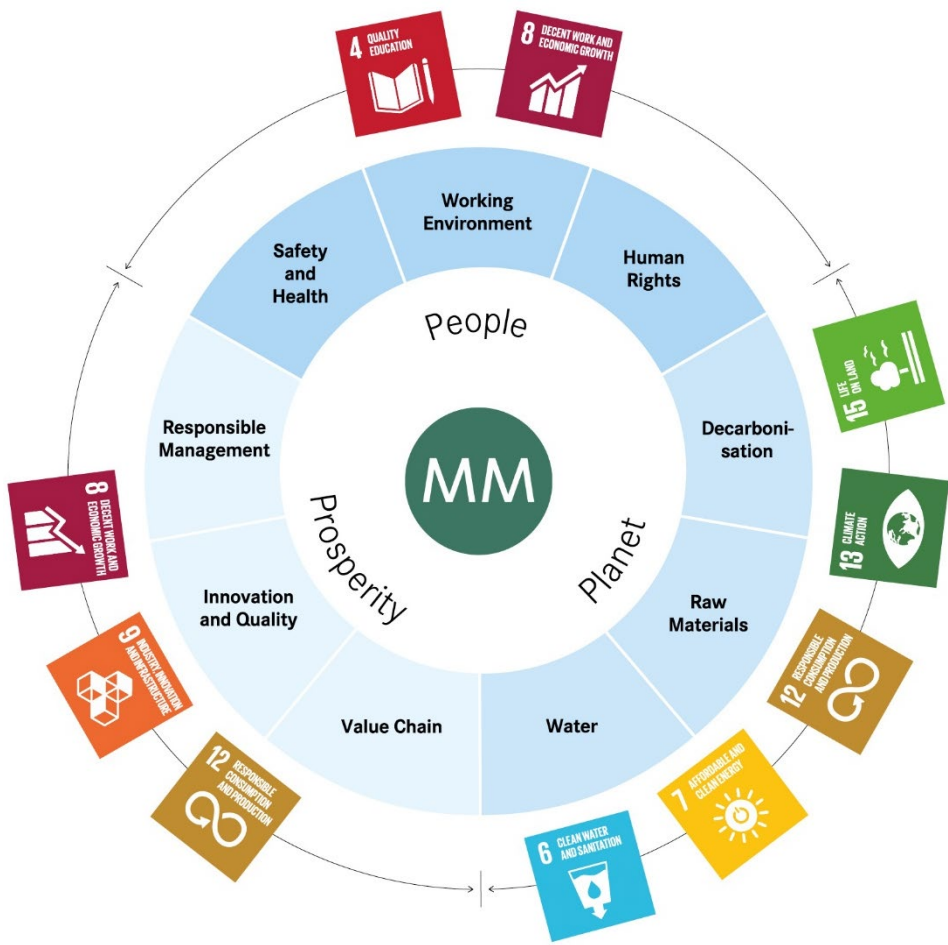 4 QUALITY
EDUCATION
8 DECENT WORK AND
ECONOMIC GROWTH
Working
Environment
Safety
and
Health
Human
Rights
People
15 LIFE
ON LAND
Responsible
Management
Decarboni-
sation
MM
8 DECENT WORK AND
ECONOMIC GROWTH
13 CLIMATE
ACTION
Prosperity
Planet
Innovation
and Quality
Raw
Materials
9 INDUSTRY, INNOVATION
AND INFRASTRUCTURE
12 RESPONSIBLE
CONSUMPTION
AND PRODUCTION
Value Chain
Water
12 RESPONSIBLE
CONSUMPTION
AND PRODUCTION
7 AFFORDABLE AND
CLEAN ENERGY
6 CLEAN WATER
AND SANITATION